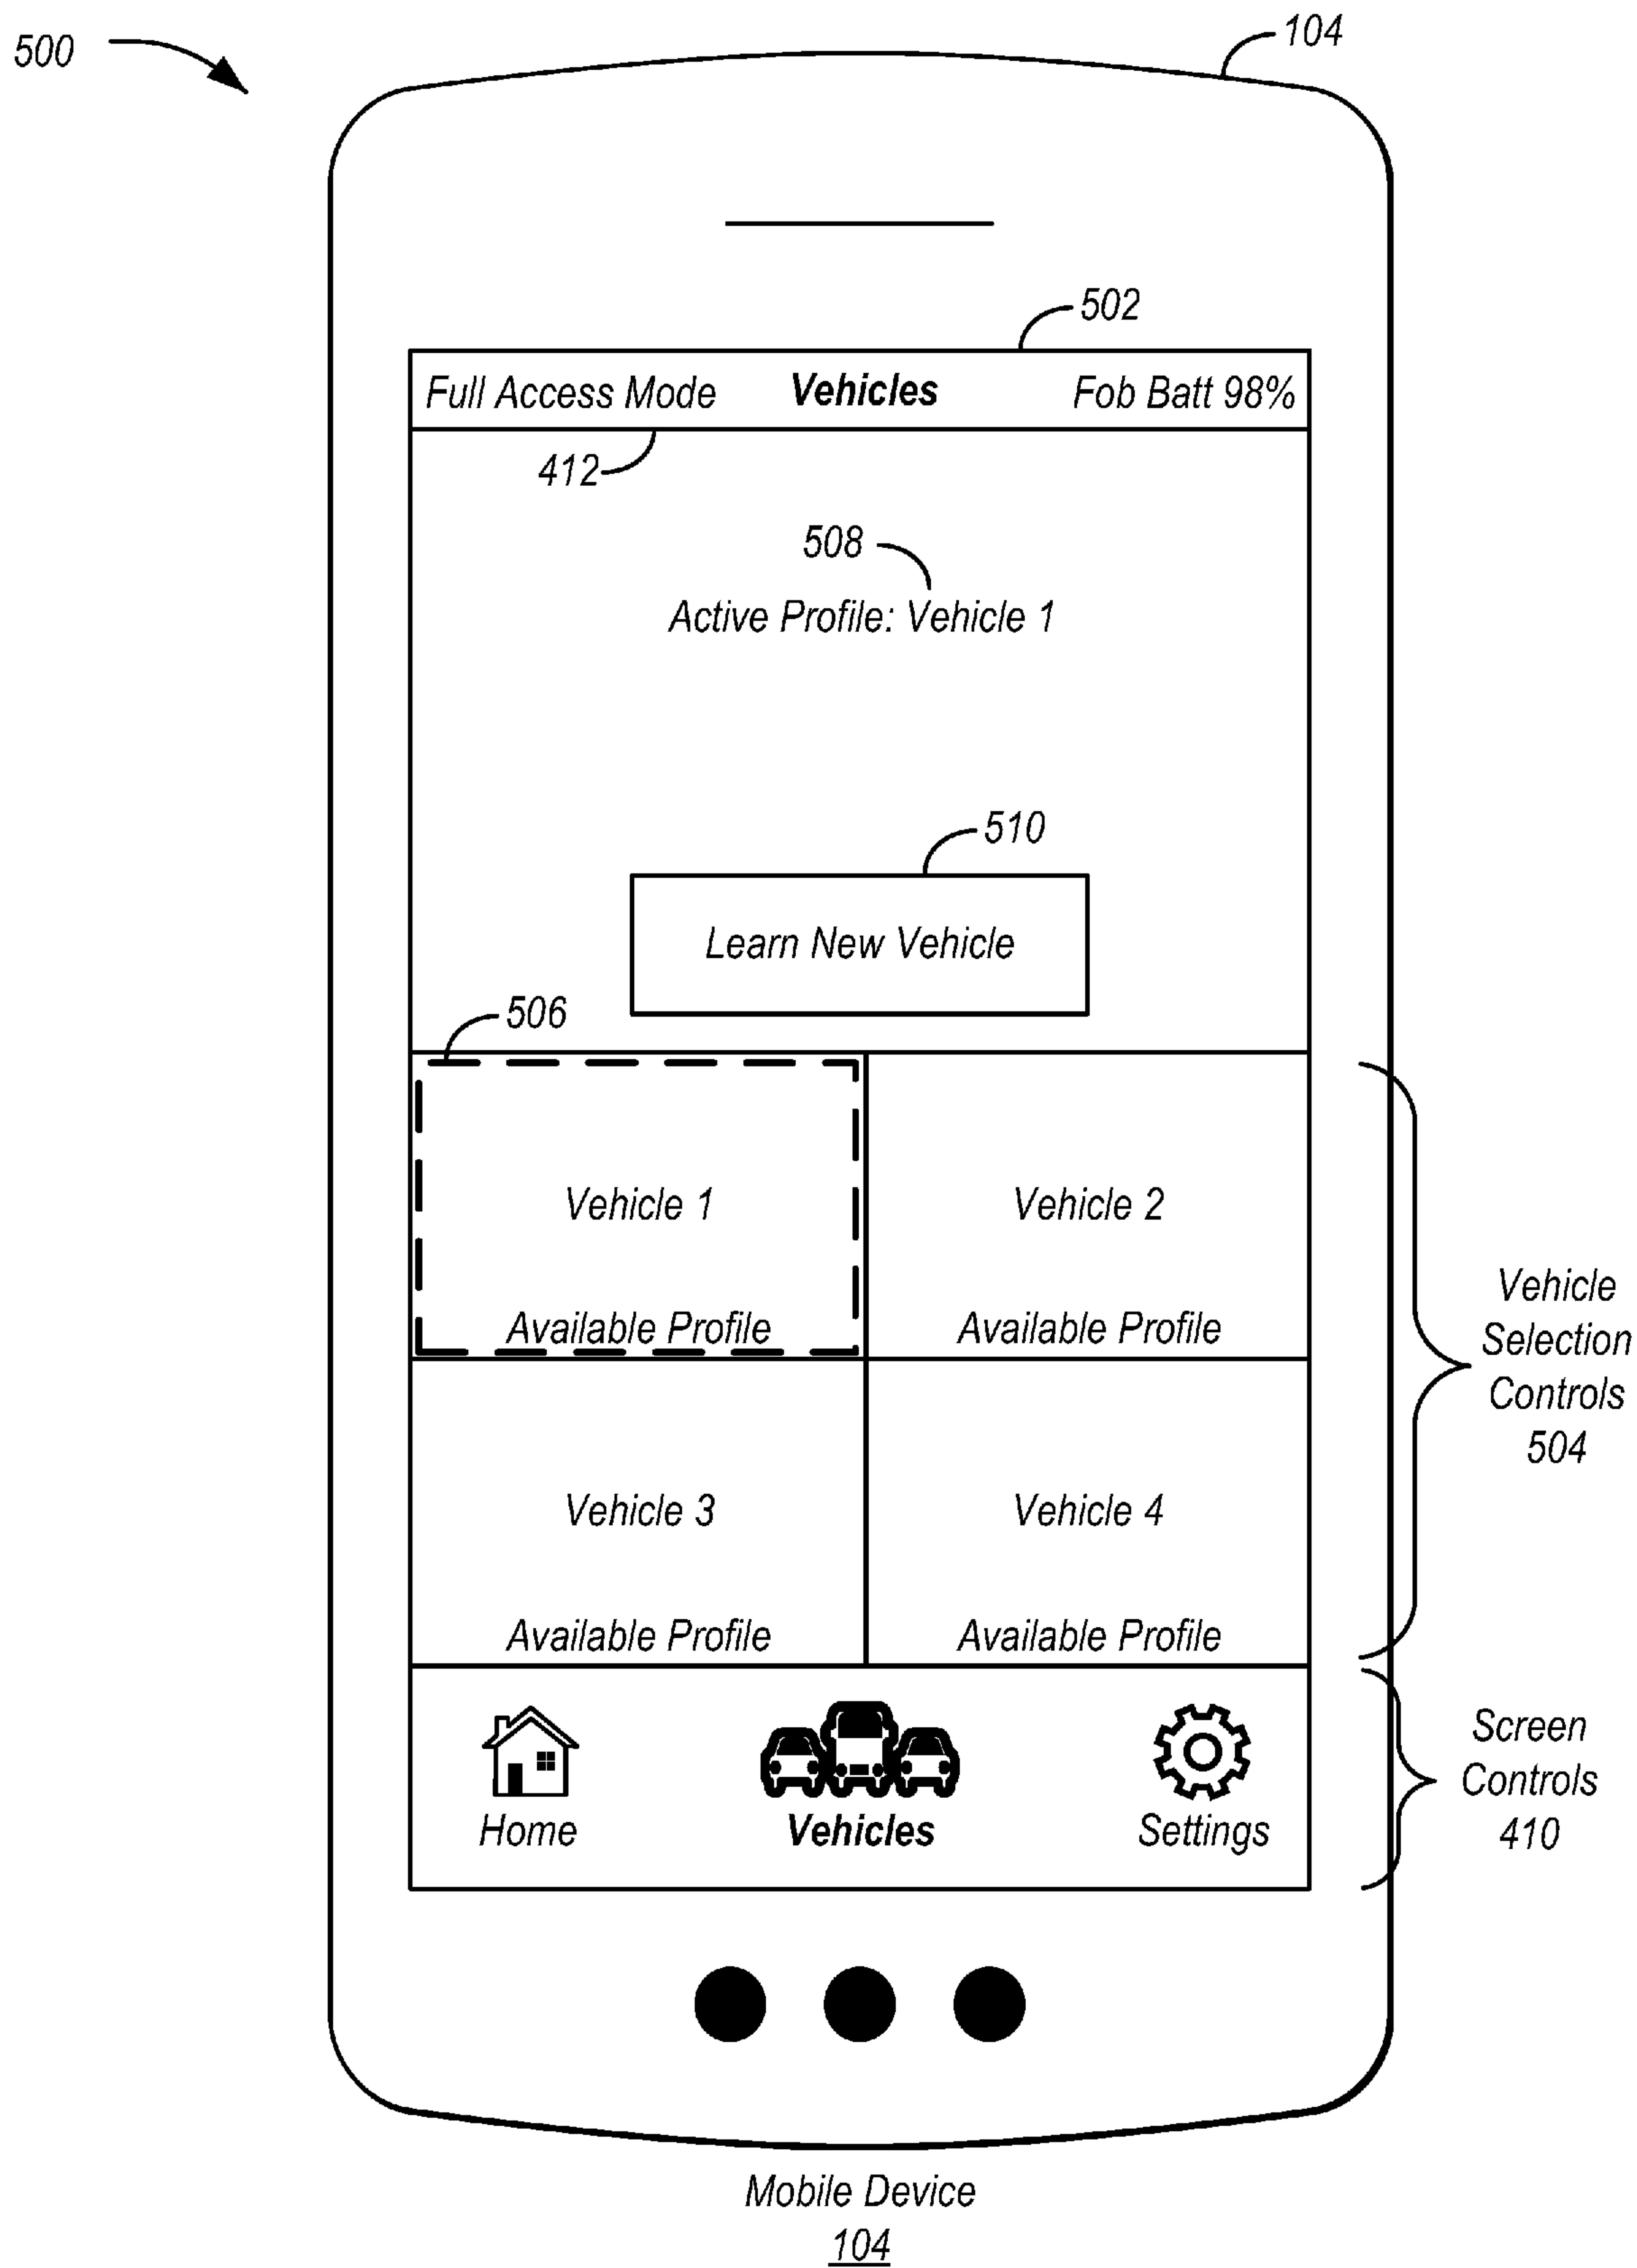 500
104
502
Full Access Mode Vehicles Fob Batt 98%
412
508
Active Profile: Vehicle 1
510
Learn New Vehicle
506
Vehicle 1 Vehicle 2
Available Profile Available Profile
Vehicle
Selection
Controls
504
Vehicle 3 Vehicle 4
Available Profile Available Profile
Screen
Controls
410
Home Vehicles Settings
Mobile Device
104